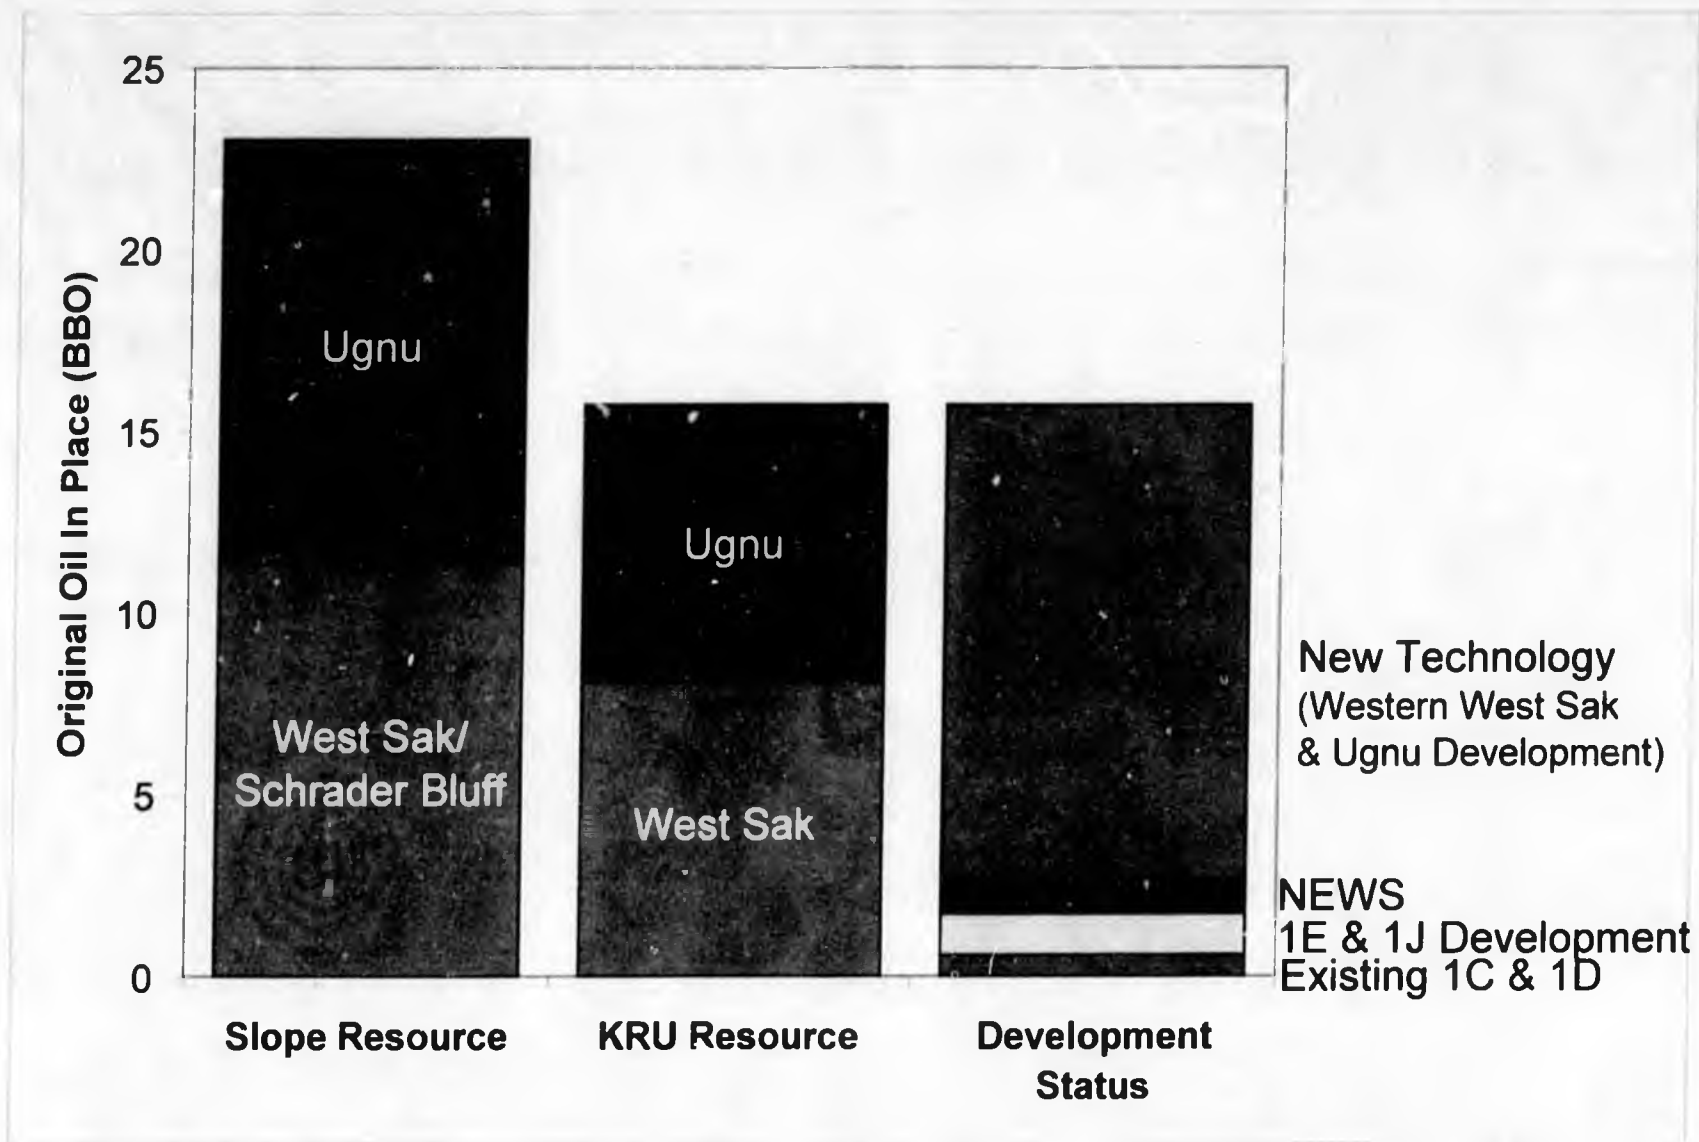 25
20
15
10
5
0
Original Oil In Place (BBO)
Ugnu
West Sak/
Schrader Bluff
Ugnu
West Sak
New Technology
(Western West Sak
& Ugnu Development)
NEWS
1E & 1J Development
Existing 1C & 1D
Slope Resource
KRU Resource
Development
Status